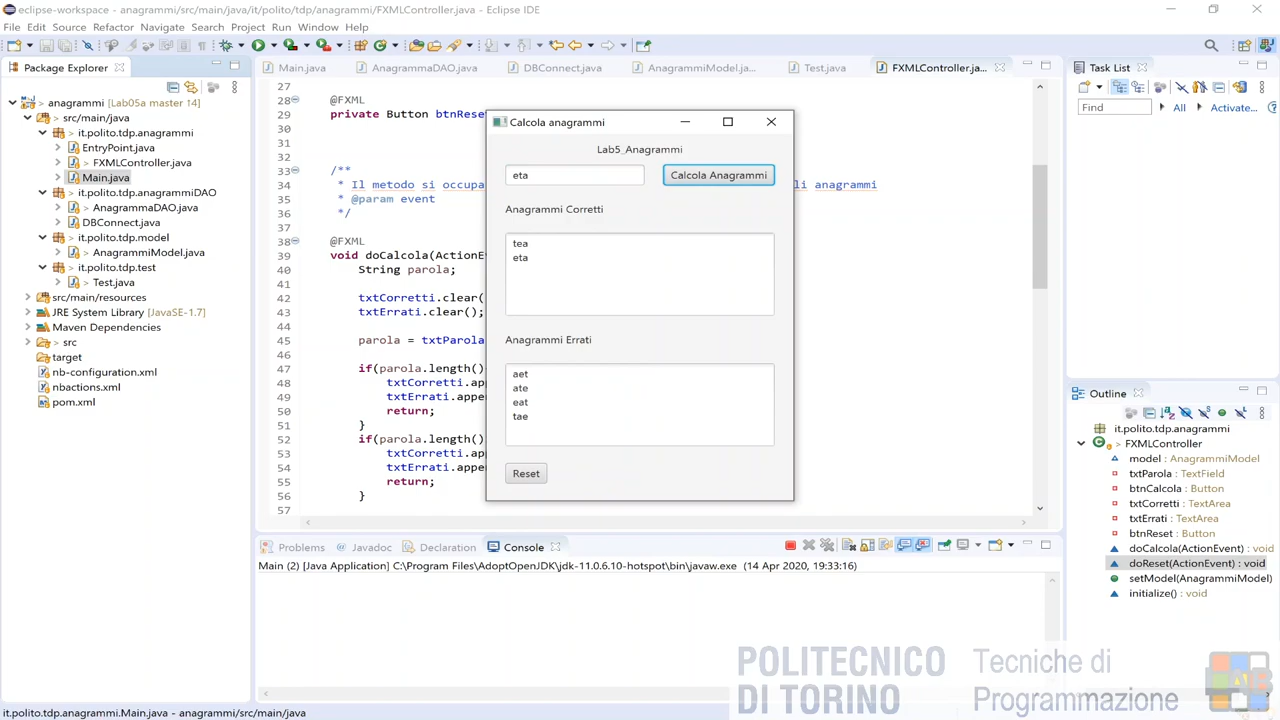 eclipse-workspace - anagrammi/src/main/java/it/polito/tdp/anagrammi/FXMLController.java - Eclipse IDE
File Edit Source Refactor Navigate Search Project Run Window Help
Package Explorer
anagrammi [Lab05a master 14]
src/main/java
it.polito.tdp.anagrammi
EntryPoint.java
> FXMLController.java
Main.java
> it.polito.tdp.anagrammiDAO
> AnagrammaDAO.java
DBConnect.java
> it.polito.tdp.model
> AnagrammiModel.java
> it.polito.tdp.test
> Test.java
src/main/resources
JRE System Library [JavaSE-1.7]
Maven Dependencies
> src
target
nb-configuration.xml
nbactions.xml
pom.xml
Main.java
AnagrammaDAO.java
DBConnect.java
AnagrammiModel.ja...
Test.java
FXMLController.ja...
27
28 @FXML
29 private Button btnRese
30
31
32
33 /**
34 * Il metodo si occupa li anagrammi
35 * @param event
36 */
37
38 @FXML
39 void doCalcola(ActionE
40 String parola;
41
42 txtCorretti.clear(
43 txtErrati.clear();
44
45 parola = txtParola
46
47 if(parola.length()
48 txtCorretti.app
49 txtErrati.appen
50 return;
51 }
52 if(parola.length()
53 txtCorretti.app
54 txtErrati.appen
55 return;
56 }
57
Calcola anagrammi
Lab5_Anagrammi
eta
Calcola Anagrammi
Anagrammi Corretti
tea
eta
Anagrammi Errati
aet
ate
eat
tae
Reset
Problems Javadoc Declaration Console
Main (2) [Java Application] C:\Program Files\AdoptOpenJDK\jdk-11.0.6.10-hotspot\bin\javaw.exe (14 Apr 2020, 19:33:16)
Task List
Find All Activate...
Outline
it.polito.tdp.anagrammi
> FXMLController
model : AnagrammiModel
txtParola : TextField
btnCalcola : Button
txtCorretti : TextArea
txtErrati : TextArea
btnReset : Button
doCalcola(ActionEvent) : void
doReset(ActionEvent) : void
setModel(AnagrammiModel)
initialize() : void
POLITECNICO
DI TORINO
Tecniche di
Programmazione
it.polito.tdp.anagrammi.Main.java - anagrammi/src/main/java